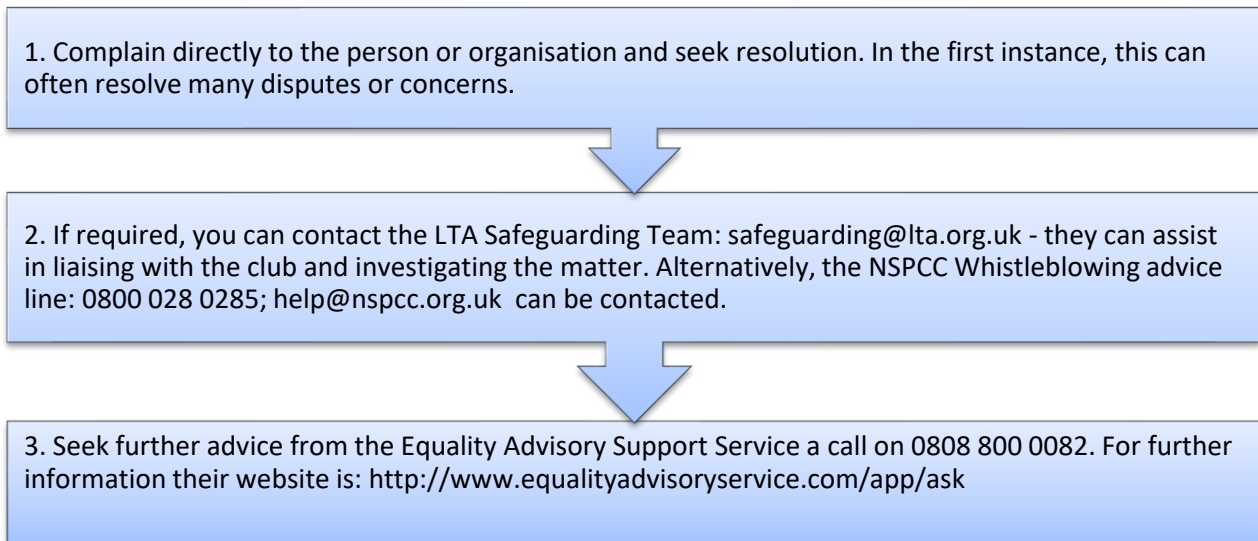 1. Complain directly to the person or organisation and seek resolution. In the first instance, this can
often resolve many disputes or concerns.
2. If required, you can contact the LTA Safeguarding Team: safeguarding@lta.org.uk - they can assist
in liaising with the club and investigating the matter. Alternatively, the NSPCC Whistleblowing advice
line: 0800 028 0285; help@nspcc.org.uk  can be contacted.
3. Seek further advice from the Equality Advisory Support Service a call on 0808 800 0082. For further
information their website is: http://www.equalityadvisoryservice.com/app/ask